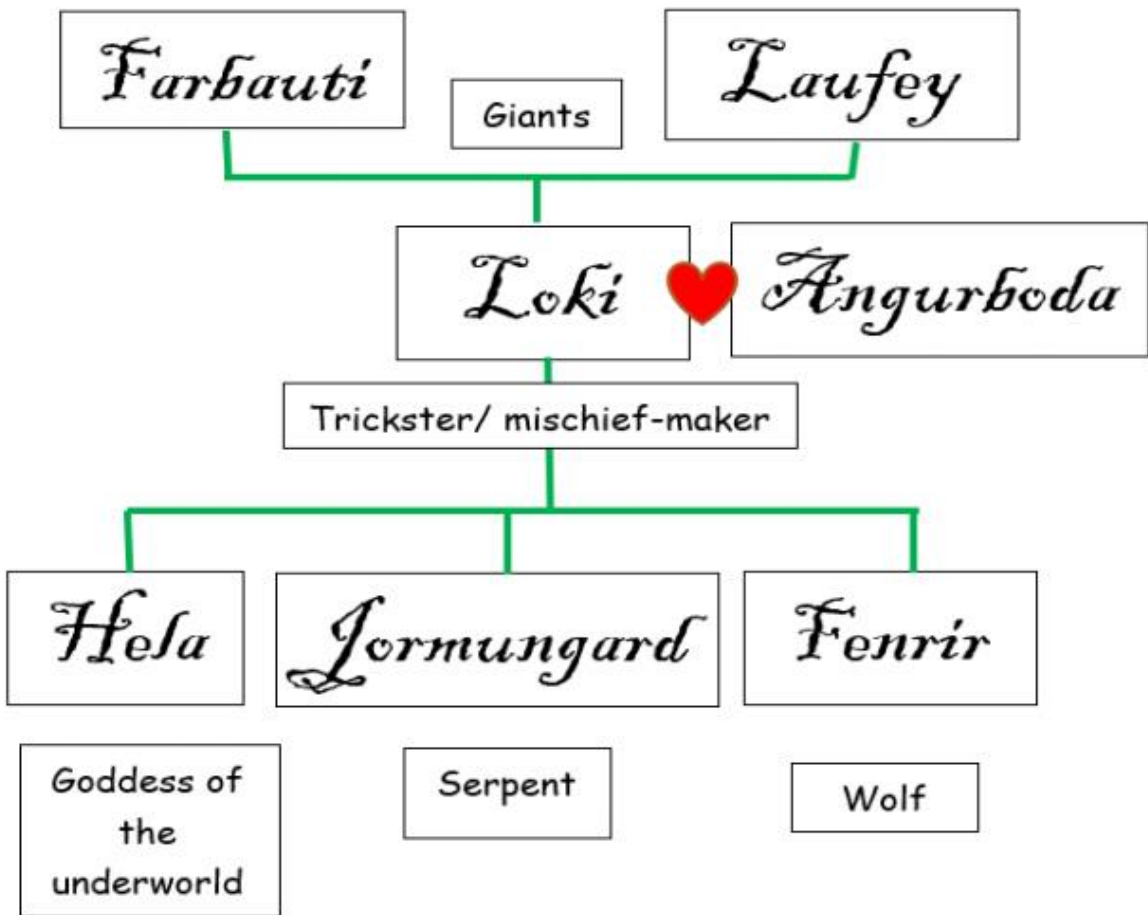 Farbauti
Giants
Laufey
Loki
Angurboda
Trickster/ mischief-maker
Hela
Jormungard
Fenrir
Goddess of
the
underworld
Serpent
Wolf